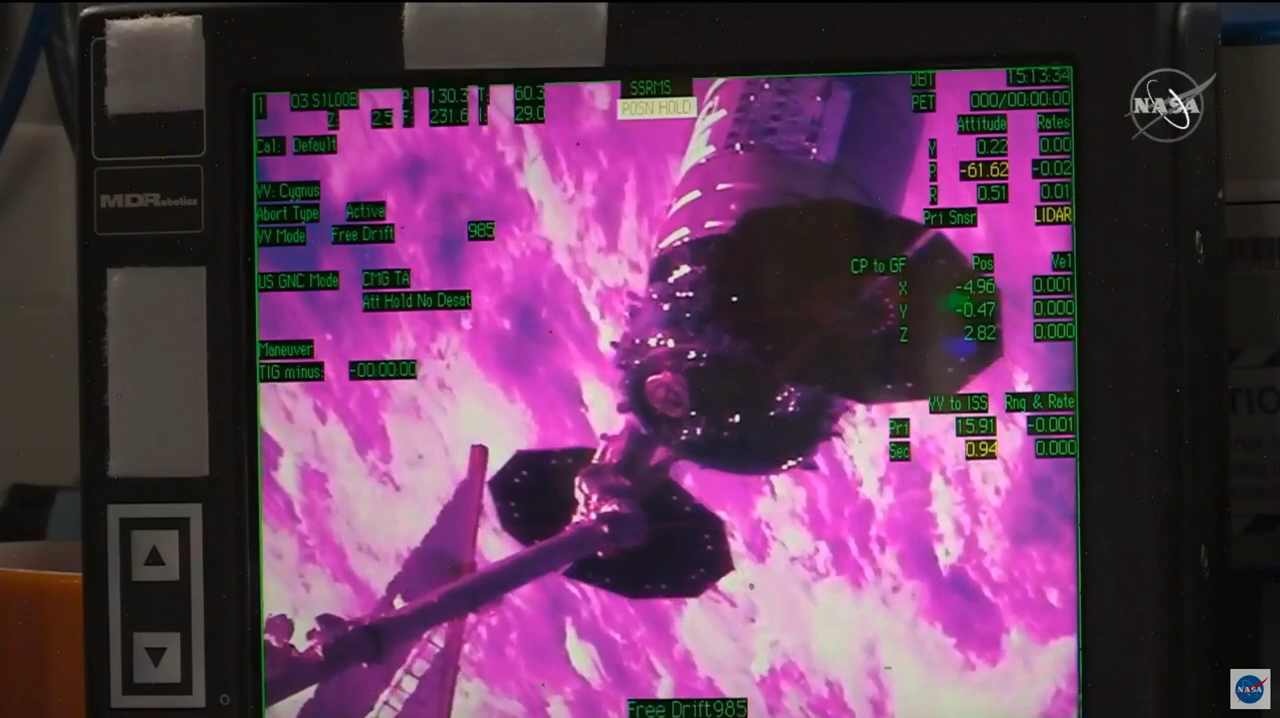 1 03 S1L00E P: 130.3 T: 60.3
Z 2.5 F: 231.6 29.0
SSRMS
POSN HOLD
Cal: Default
VV: Cygnus
Abort Type Active
VV Mode Free Drift 985
US GNC Mode CMG TA
Att Hold No Desat
Maneuver
TIG minus: -00:00:00
MDRobotics
15:13:34
PET 000/00:00:00
Attitude Rates
Y 0.22 0.00
P -61.62 -0.02
R 0.51 0.01
Pri Snsr LIDAR
CP to GF Pos Vel
X -4.96 0.001
Y -0.47 0.000
Z 2.82 0.000
VV to ISS Rng & Rate
Pri 15.91 -0.001
Sec 0.94 0.000
Free Drift 985
NASA
NASA